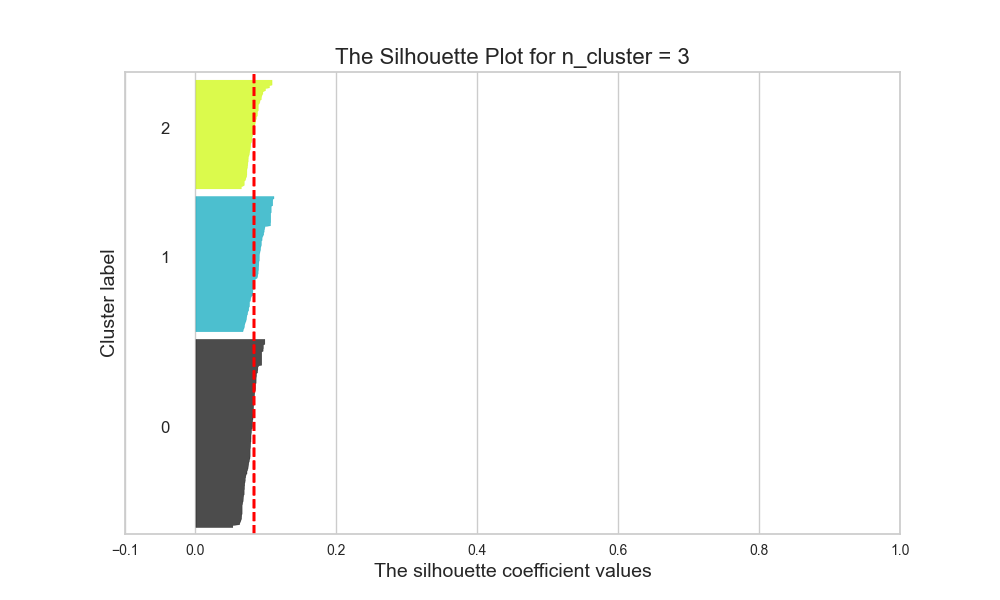 The Silhouette Plot for n_cluster = 3
2
1
0
Cluster label
−0.1 0.0 0.2 0.4 0.6 0.8 1.0
The silhouette coefficient values